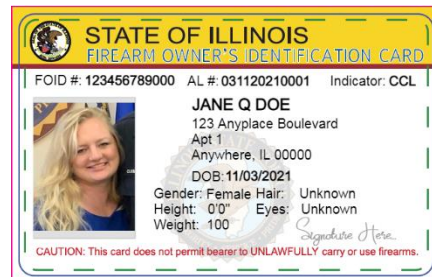 STATE OF ILLINOIS
FIREARM OWNER'S IDENTIFICATION CARD
FOID #: 123456789000 AL #: 031120210001 Indicator: CCL
JANE Q DOE
123 Anyplace Boulevard
Apt 1
Anywhere, IL 00000
DOB: 11/03/2021
Gender: Female Hair: Unknown
Height: 0'0" Eyes: Unknown
Weight: 100
Signature Here
CAUTION: This card does not permit bearer to UNLAWFULLY carry or use firearms.